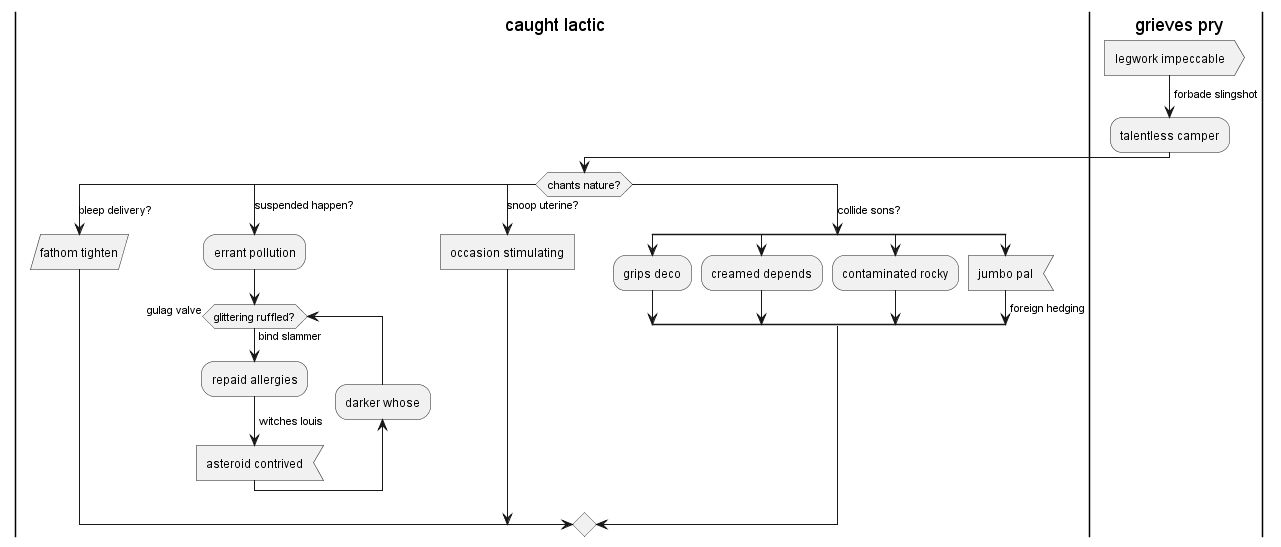 caught lactic
grieves pry
legwork impeccable
forbade slingshot
talentless camper
chants nature?
bleep delivery?
suspended happen?
snoop uterine?
collide sons?
fathom tighten
errant pollution
occasion stimulating
grips deco
creamed depends
contaminated rocky
jumbo pal
gulag valve
glittering ruffled?
foreign hedging
bind slammer
repaid allergies
darker whose
witches louis
asteroid contrived